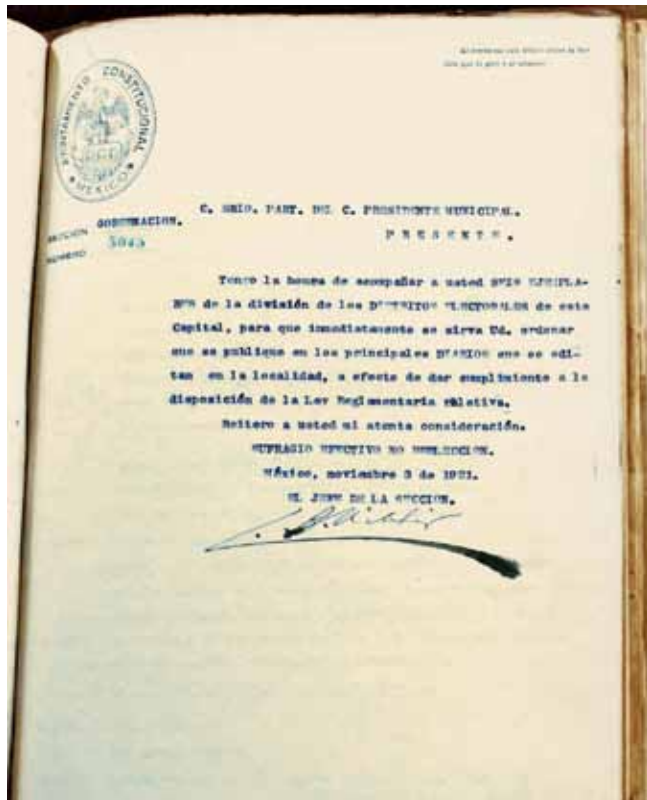 AYUNTAMIENTO CONSTITUCIONAL
* MEXICO *
SECCION GOBERNACION.
NUMERO
C. SRIO. PART. DEL C. PRESIDENTE MUNICIPAL.
P R E S E N T E .
Tengo la honra de acompañar a usted SEIS EJEMPLA-
RES de la división de los DISTRITOS ELECTORALES de esta
Capital, para que inmediatamente se sirva Ud. ordenar
que se publique en los principales DIARIOS que se edi-
tan en la localidad, a efecto de dar cumplimiento a la
disposición de la Ley Reglamentaria relativa.
Reitero a usted mi atenta consideración.
SUFRAGIO EFECTIVO NO REELECCION.
México, noviembre 3 de 1921.
EL JEFE DE LA SECCION.